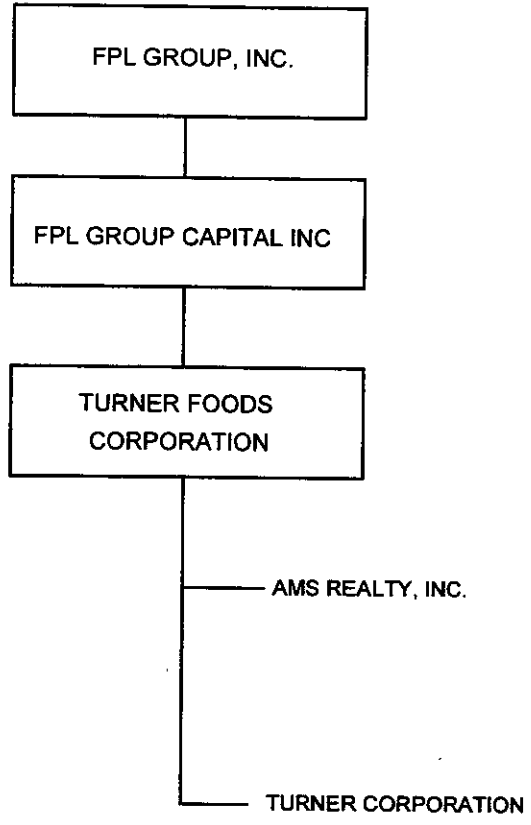 FPL GROUP, INC.
FPL GROUP CAPITAL INC
TURNER FOODS
CORPORATION
AMS REALTY, INC.
TURNER CORPORATION